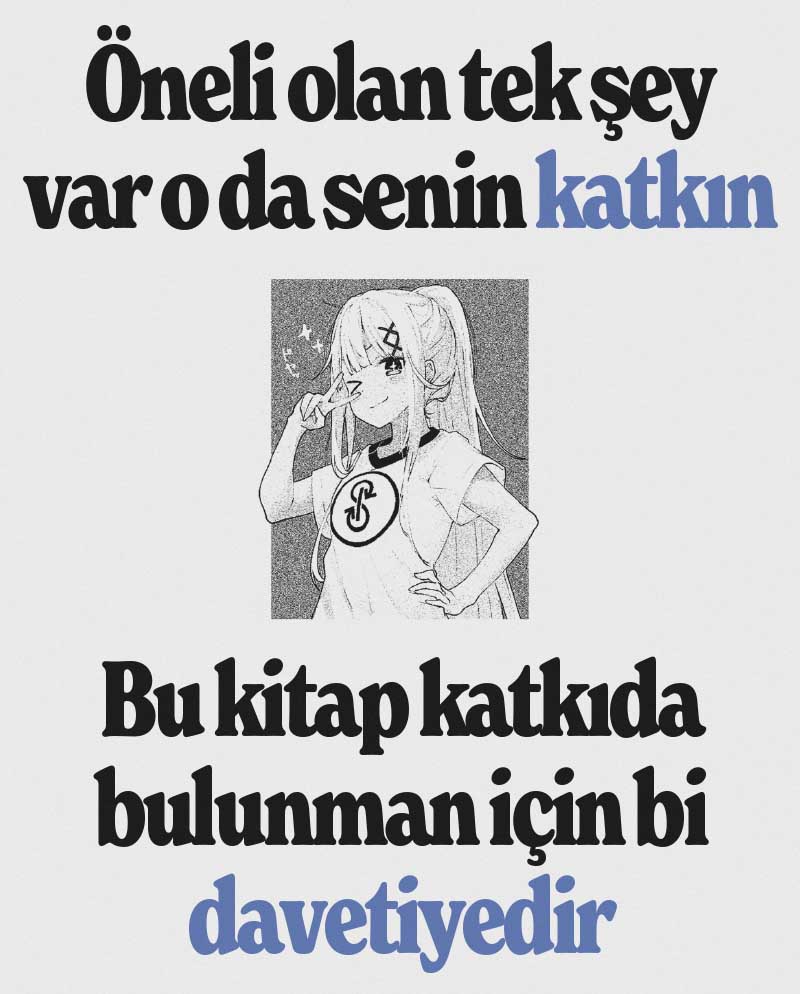 Öneli olan tek şey
var o da senin katkın
Bu kitap katkıda
bulunman için bi
davetiyedir